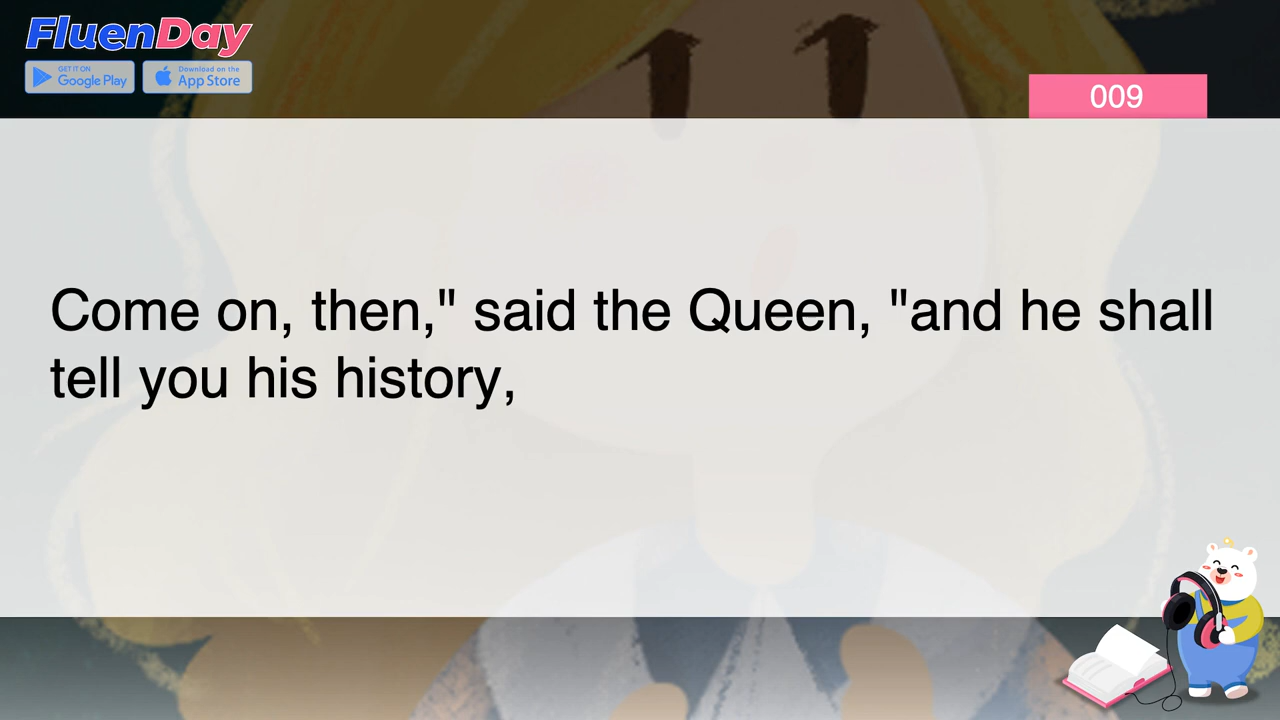 FluenDay
GET IT ON
Google Play
Download on the
App Store
009
Come on, then," said the Queen, "and he shall
tell you his history,